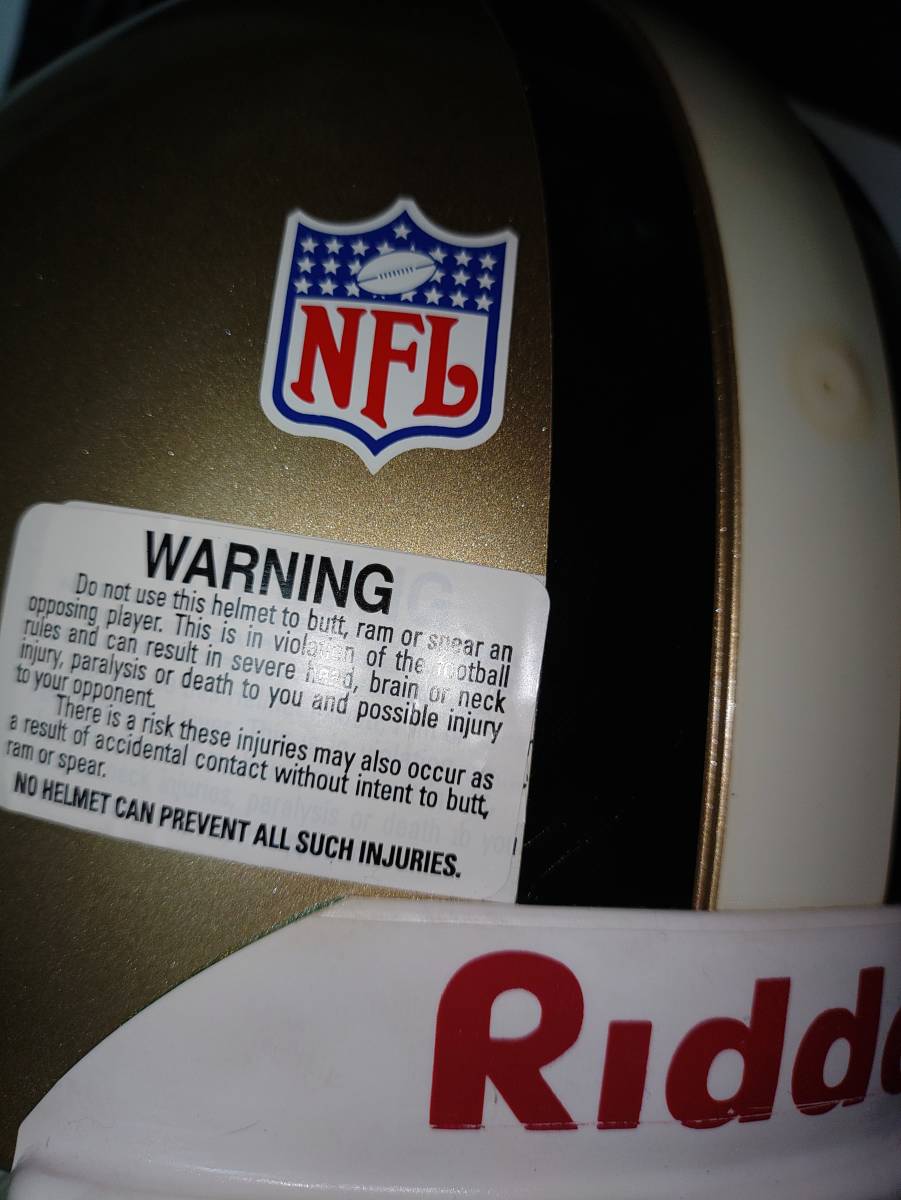 NFL
WARNING
Do not use this helmet to butt, ram or spear an
opposing player. This is in violation of the football
rules and can result in severe head, brain or neck
injury, paralysis or death to you and possible injury
to your opponent.
There is a risk these injuries may also occur as
a result of accidental contact without intent to butt,
ram or spear.
NO HELMET CAN PREVENT ALL SUCH INJURIES.
Ridd